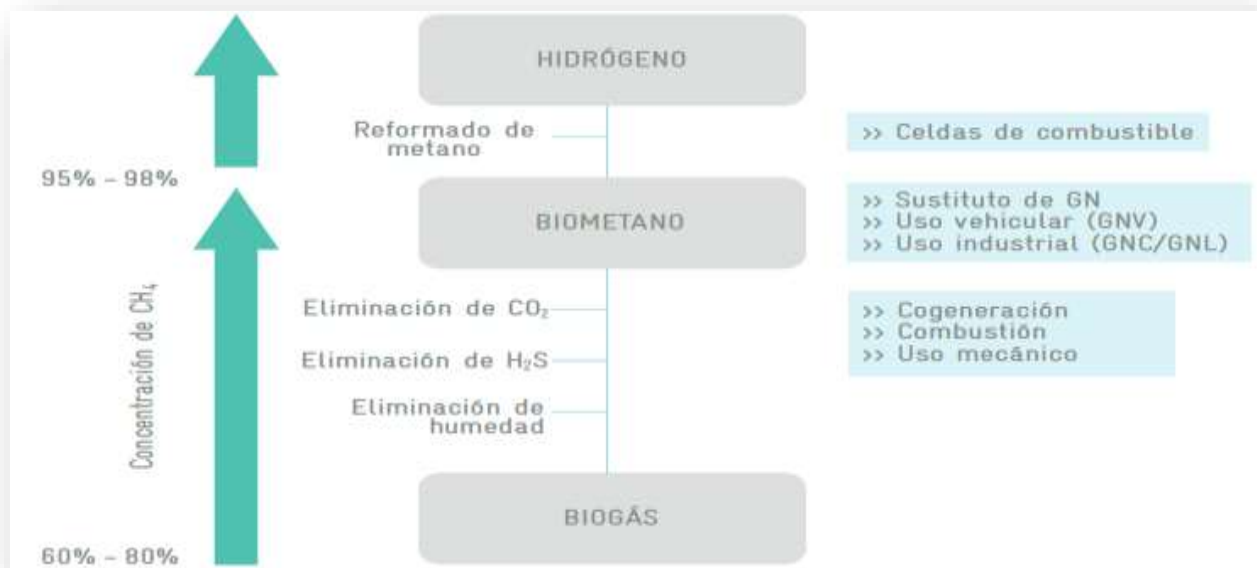 HIDRÓGENO
Reformado de
metano
>> Celdas de combustible
95% – 98%
BIOMETANO
>> Sustituto de GN
>> Uso vehicular (GNV)
>> Uso industrial (GNC/GNL)
Concentración de CH₄
Eliminación de CO₂
Eliminación de H₂S
Eliminación de
humedad
>> Cogeneración
>> Combustión
>> Uso mecánico
BIOGÁS
60% – 80%